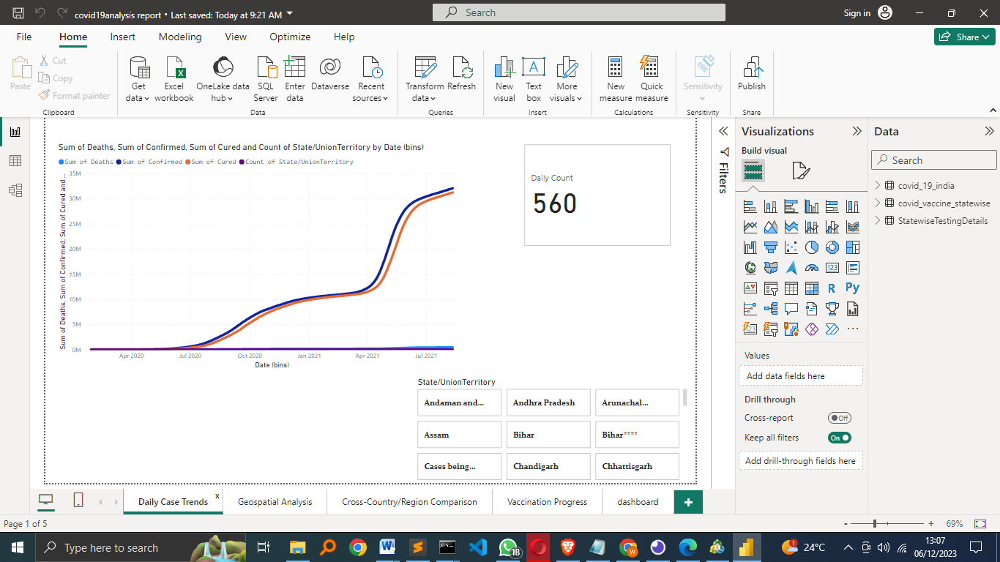 covid19analysis report • Last saved: Today at 9:21 AM
Search
Sign in
File Home Insert Modeling View Optimize Help
Share
Paste
Cut
Copy
Format painter
Clipboard
Get data
Excel workbook
OneLake data hub
SQL Server
Enter data
Dataverse
Recent sources
Data
Transform data
Refresh
Queries
New visual
Text box
More visuals
Insert
New measure
Quick measure
Calculations
Sensitivity
Sensitivity
Publish
Share
Sum of Deaths, Sum of Confirmed, Sum of Cured and Count of State/UnionTerritory by Date (bins)
Sum of Deaths Sum of Confirmed Sum of Cured Count of State/UnionTerritory
Sum of Deaths, Sum of Confirmed, Sum of Cured and ...
35M
30M
25M
20M
15M
10M
5M
0M
Apr 2020 Jul 2020 Oct 2020 Jan 2021 Apr 2021 Jul 2021
Date (bins)
Daily Count
560
State/UnionTerritory
Andaman and... Andhra Pradesh Arunachal...
Assam Bihar Bihar****
Cases being... Chandigarh Chhattisgarh
Filters
Visualizations
Build visual
123
R Py
123
Values
Add data fields here
Drill through
Cross-report Off
Keep all filters On
Add drill-through fields here
Data
Search
covid_19_india
covid_vaccine_statewise
StatewiseTestingDetails
Daily Case Trends x
Geospatial Analysis
Cross-Country/Region Comparison
Vaccination Progress
dashboard
+
Page 1 of 5
- + 69%
Type here to search
18
W
1
24°C
13:07
06/12/2023